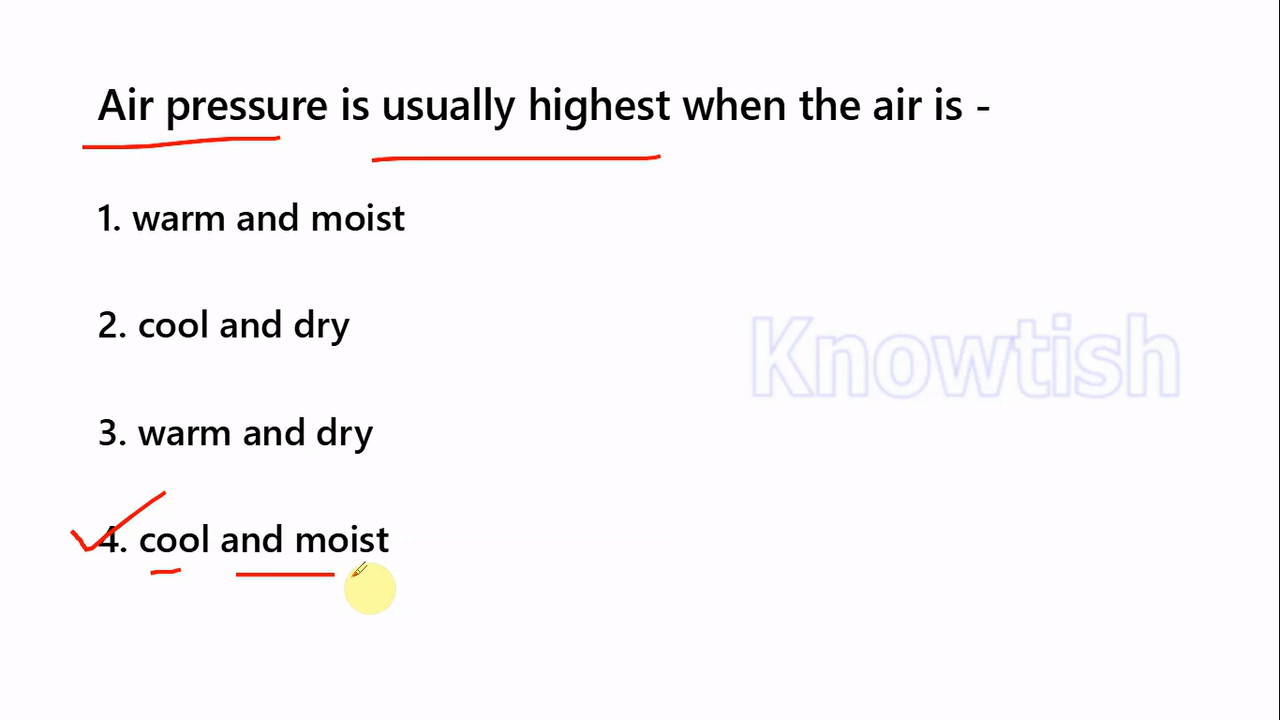 Air pressure is usually highest when the air is -
1. warm and moist
2. cool and dry
Knowtish
3. warm and dry
4. cool and moist